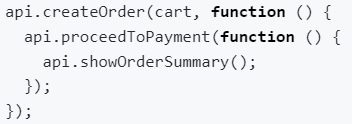 api.createOrder(cart, function () {
  api.proceedToPayment(function () {
    api.showOrderSummary();
  });
});